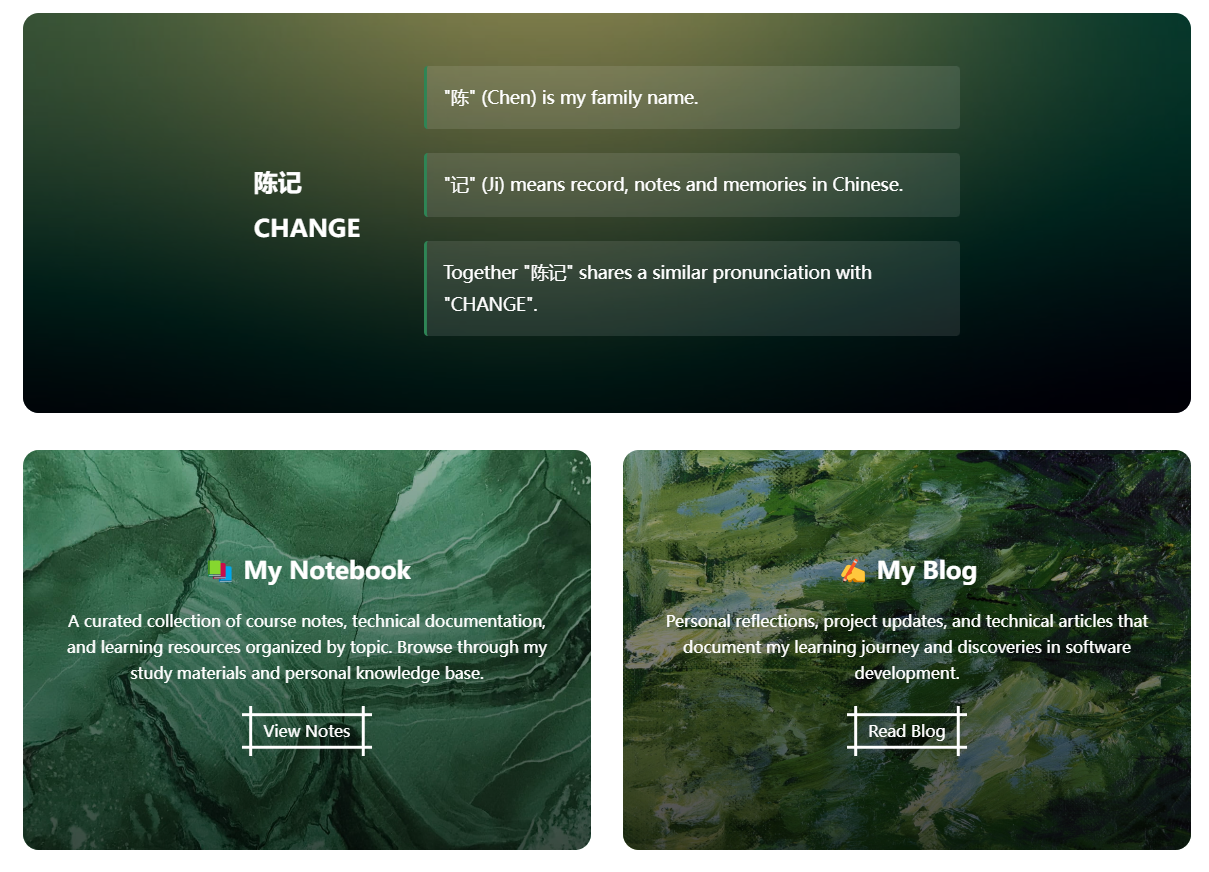 陈记
CHANGE
"陈" (Chen) is my family name.
"记" (Ji) means record, notes and memories in Chinese.
Together "陈记" shares a similar pronunciation with
"CHANGE".
📚 My Notebook
A curated collection of course notes, technical documentation,
and learning resources organized by topic. Browse through my
study materials and personal knowledge base.
View Notes
✍️ My Blog
Personal reflections, project updates, and technical articles that
document my learning journey and discoveries in software
development.
Read Blog